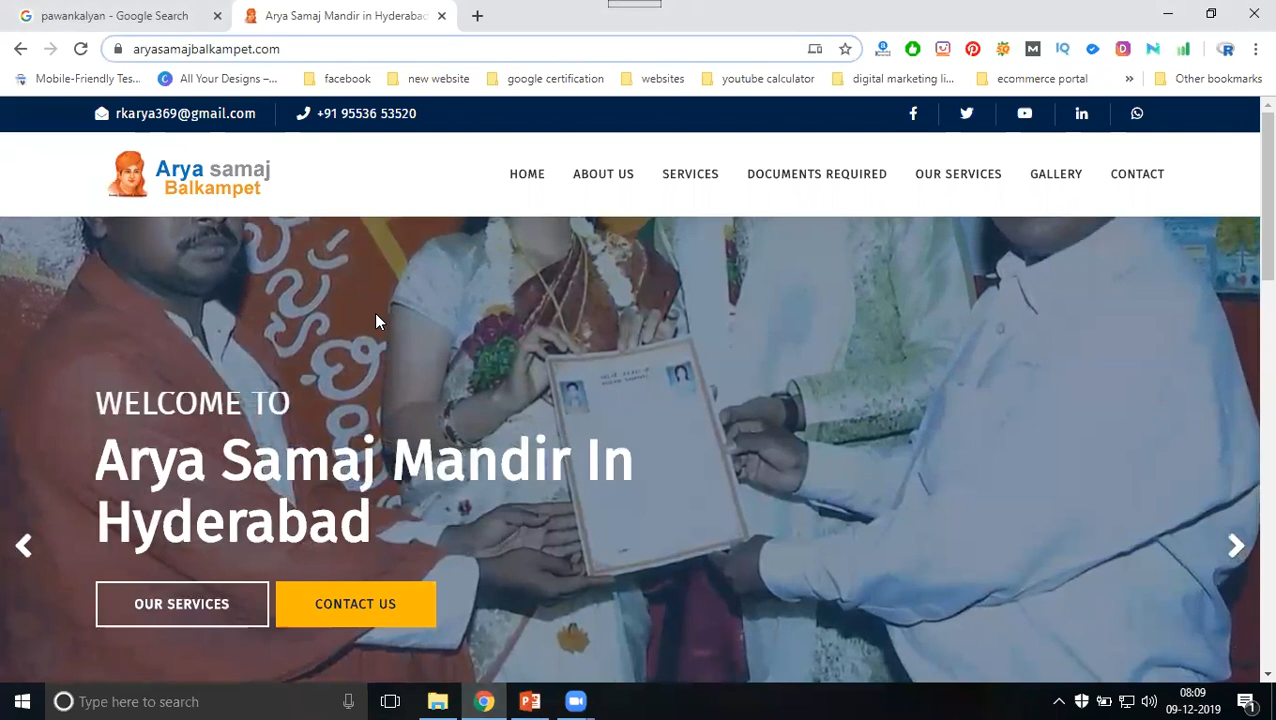 pawankalyan - Google Search
Arya Samaj Mandir in Hyderabad
aryasamajbalkampet.com
Mobile-Friendly Tes...
All Your Designs –...
facebook
new website
google certification
websites
youtube calculator
digital marketing li...
ecommerce portal
Other bookmarks
rkarya369@gmail.com
+91 95536 53520
Arya samaj
Balkampet
HOME
ABOUT US
SERVICES
DOCUMENTS REQUIRED
OUR SERVICES
GALLERY
CONTACT
WELCOME TO
Arya Samaj Mandir In
Hyderabad
OUR SERVICES
CONTACT US
Type here to search
08:09
09-12-2019